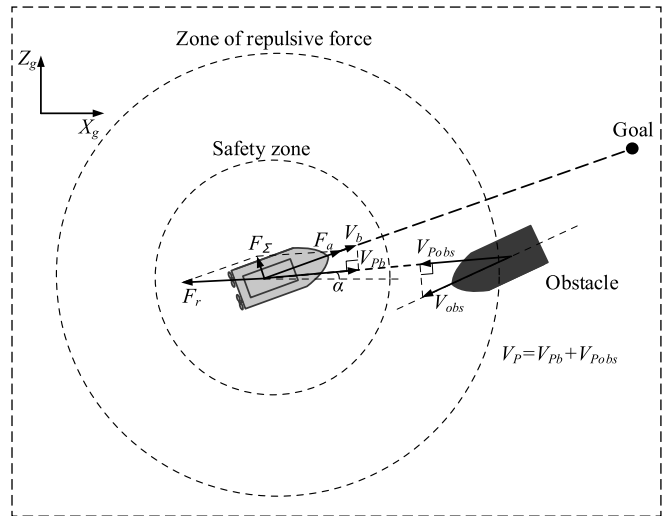 Zone of repulsive force
Z_g
X_g
Goal
Safety zone
F_Σ
F_a
V_b
V_Pb
V_Pobs
F_r
α
V_obs
Obstacle
V_P=V_Pb+V_Pobs